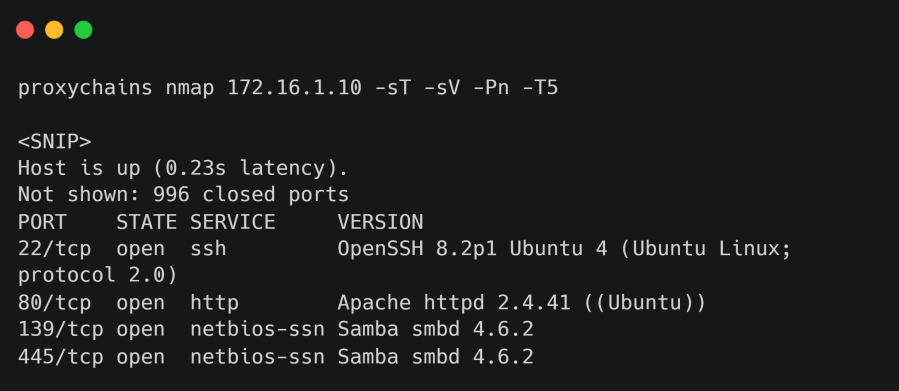 proxychains nmap 172.16.1.10 -sT -sV -Pn -T5
<SNIP>
Host is up (0.23s latency).
Not shown: 996 closed ports
PORT    STATE SERVICE     VERSION
22/tcp  open  ssh         OpenSSH 8.2p1 Ubuntu 4 (Ubuntu Linux;
protocol 2.0)
80/tcp  open  http        Apache httpd 2.4.41 ((Ubuntu))
139/tcp open  netbios-ssn Samba smbd 4.6.2
445/tcp open  netbios-ssn Samba smbd 4.6.2